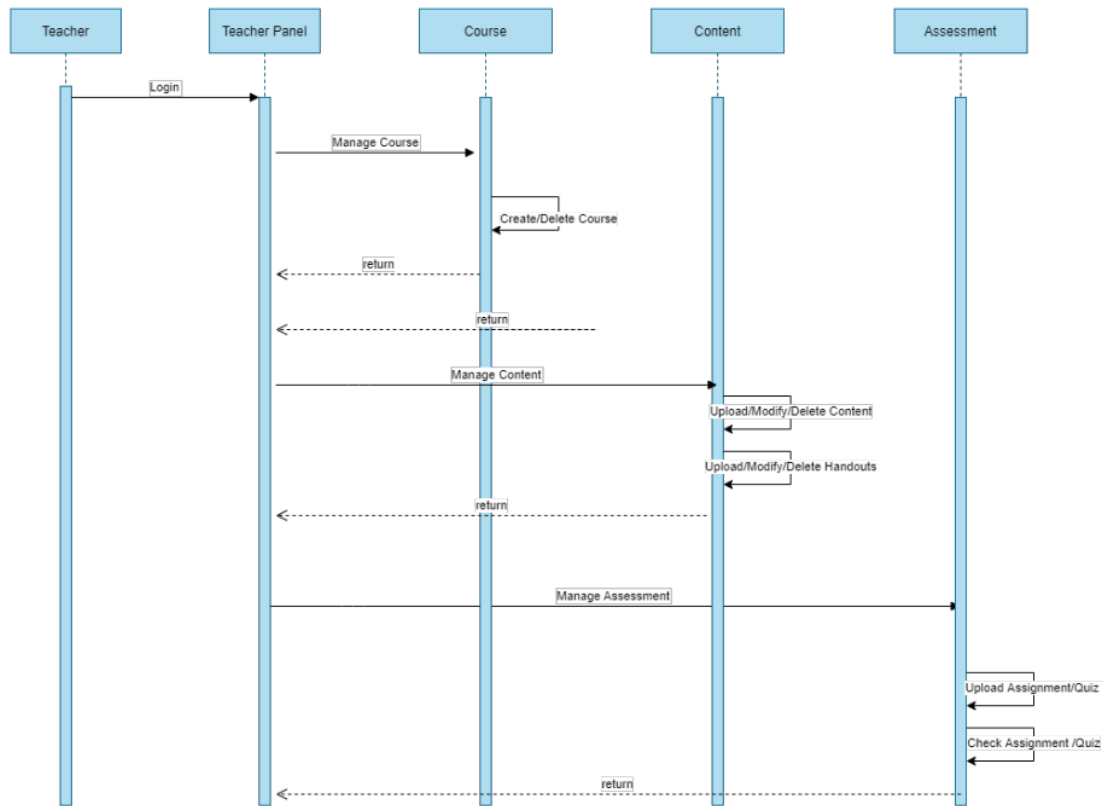 Teacher
Teacher Panel
Course
Content
Assessment
Login
Manage Course
Create/Delete Course
return
return
Manage Content
Upload/Modify/Delete Content
Upload/Modify/Delete Handouts
return
Manage Assessment
Upload Assignment/Quiz
Check Assignment /Quiz
return